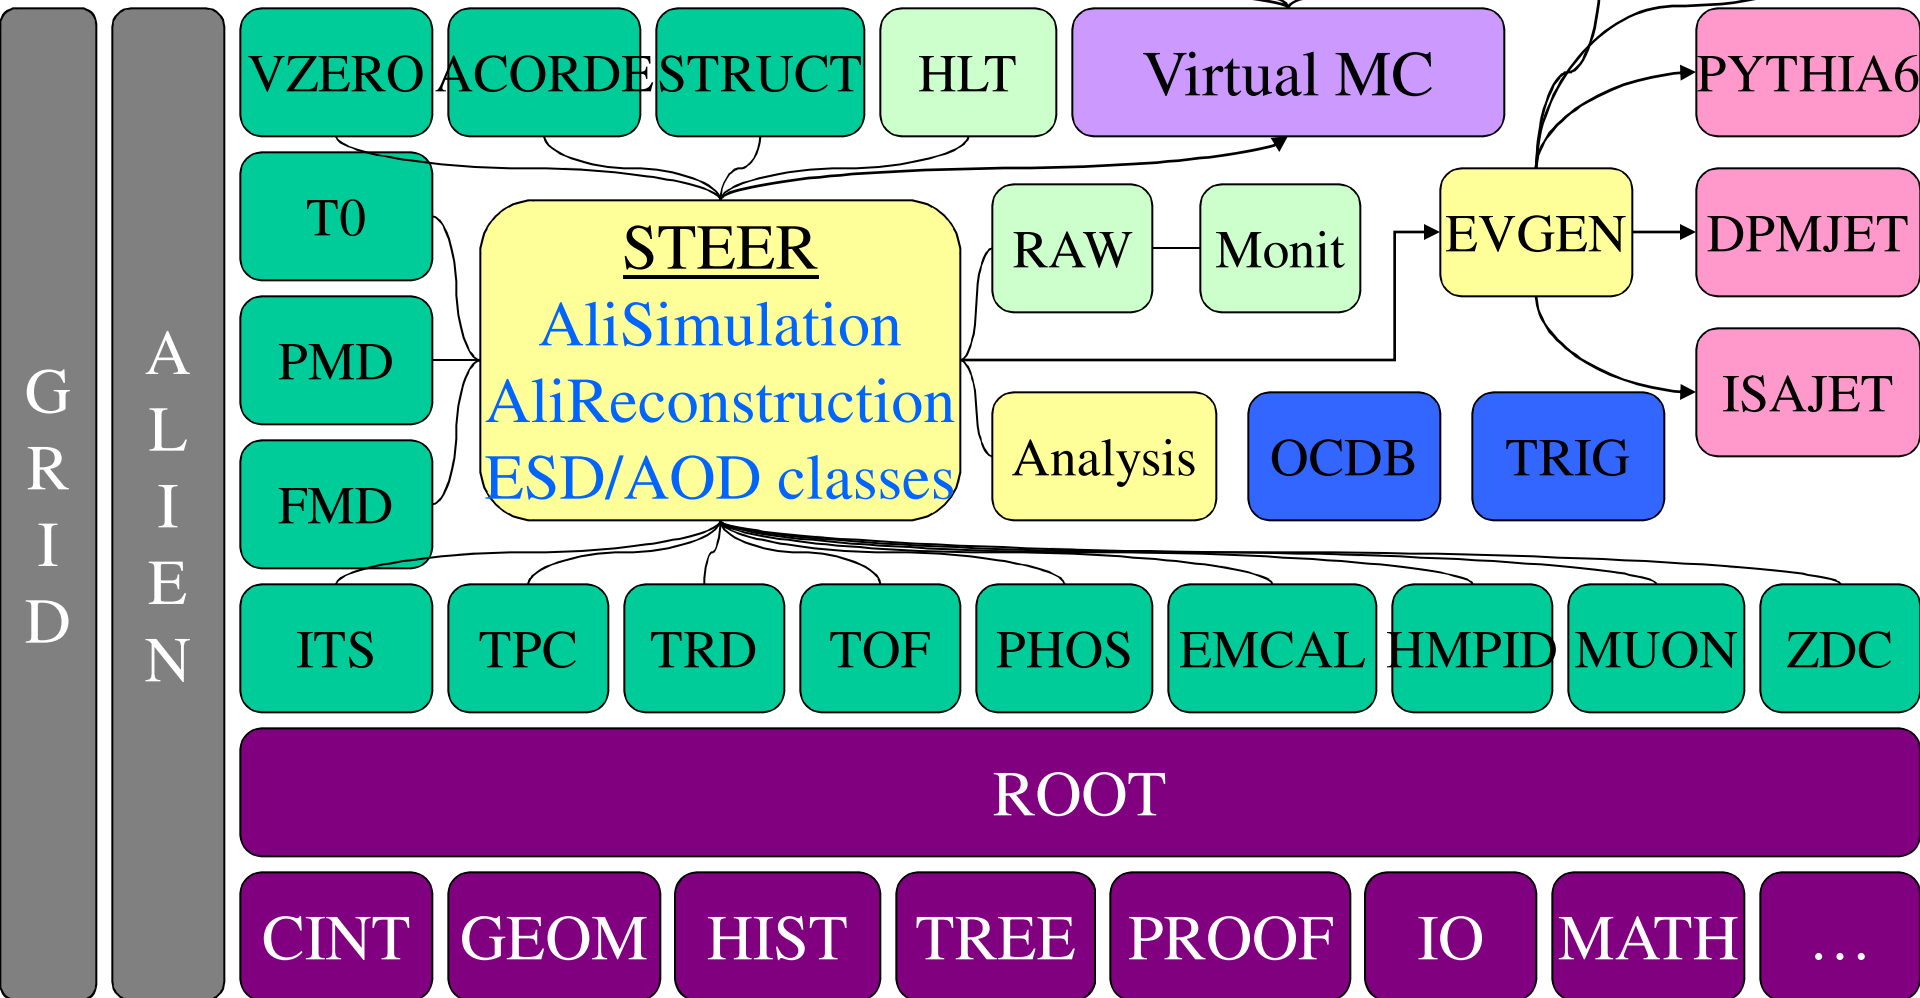 G
R
I
D
A
L
I
E
N
VZERO
ACORDE
STRUCT
HLT
Virtual MC
PYTHIA6
T0
STEER
AliSimulation
AliReconstruction
ESD/AOD classes
RAW
Monit
EVGEN
DPMJET
PMD
ISAJET
FMD
Analysis
OCDB
TRIG
ITS
TPC
TRD
TOF
PHOS
EMCAL
HMPID
MUON
ZDC
ROOT
CINT
GEOM
HIST
TREE
PROOF
IO
MATH
…